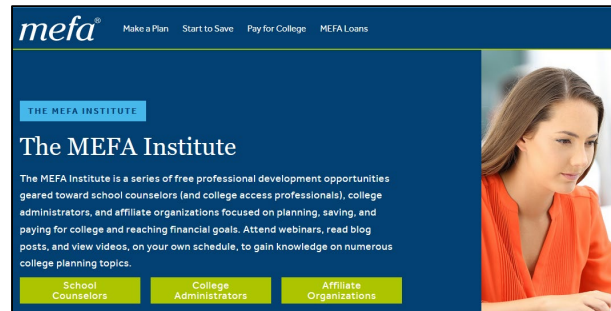 mefa®
Make a Plan Start to Save Pay for College MEFA Loans
THE MEFA INSTITUTE
The MEFA Institute
The MEFA Institute is a series of free professional development opportunities
geared toward school counselors (and college access professionals), college
administrators, and affiliate organizations focused on planning, saving, and
paying for college and reaching financial goals. Attend webinars, read blog
posts, and view videos, on your own schedule, to gain knowledge on numerous
college planning topics.
School
Counselors
College
Administrators
Affiliate
Organizations